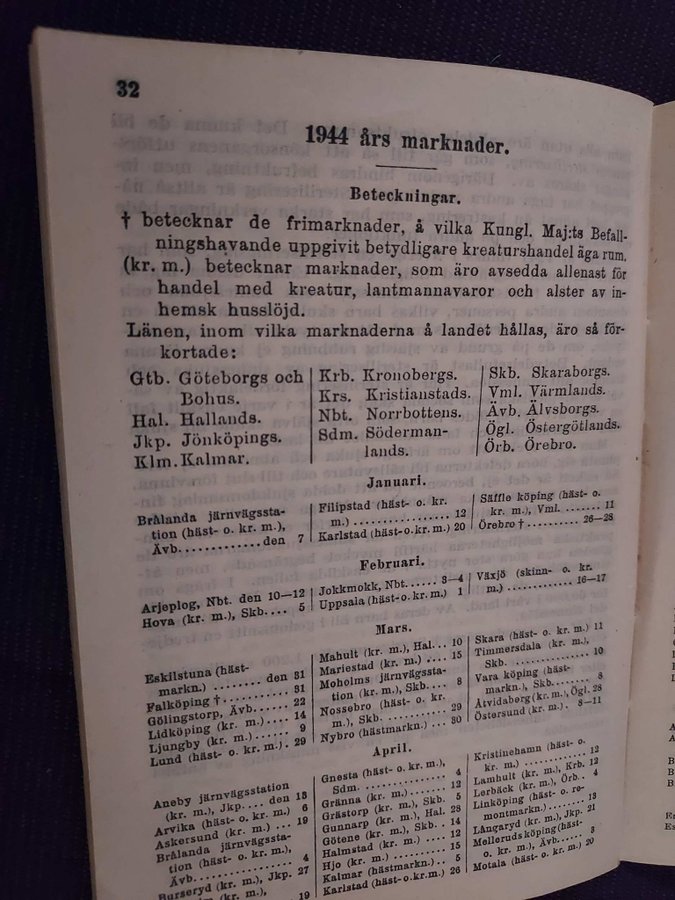 32
1944 års marknader.
Beteckningar.
† betecknar de frimarknader, å vilka Kungl. Maj:ts Befall-
ningshavande uppgivit betydligare kreaturshandel äga rum.
(kr. m.) betecknar marknader, som äro avsedda allenast för
handel med kreatur, lantmannavaror och alster av in-
hemsk husslöjd.
Länen, inom vilka marknaderna å landet hållas, äro så för-
kortade:
Gtb. Göteborgs och
Bohus.
Hal. Hallands.
Jkp. Jönköpings.
Klm. Kalmar.
Krb. Kronobergs.
Krs. Kristianstads.
Nbt. Norrbottens.
Sdm. Söderman-
lands.
Skb. Skaraborgs.
Vml. Värmlands.
Ävb. Älvsborgs.
Ögl. Östergötlands.
Örb. Örebro.
Januari.
Brålanda järnvägssta-
tion (häst- o. kr. m.),
Ävb. ............ den 7
Filipstad (häst- o. kr.
m.) ................ 12
Karlstad (häst- o. kr. m.) 20
Säffle köping (häst- o.
kr. m.), Vml. ....... 11
Örebro † .......... 26—28
Februari.
Arjeplog, Nbt. den 10—12
Hova (kr. m.), Skb. ... 5
Jokkmokk, Nbt. ..... 3—4
Uppsala (häst- o. kr. m.) 1
Växjö (skinn- o. kr.
m.) ............ 16—17
Mars.
Eskilstuna (häst-
markn.) ........ den 31
Falköping † ........... 31
Gölingstorp, Ävb. ...... 22
Lidköping (kr. m.) .... 14
Ljungby (kr. m.) ...... 9
Lund (häst- o. kr. m.) . 29
Mahult (kr. m.), Hal. .. 10
Mariestad (kr. m.) .... 15
Moholms järnvägssta-
tion (kr. m.), Skb. ... 8
Nossebro (häst- o. kr.
m.), Skb. ............ 29
Nybro (hästmarkn.) ... 30
Skara (häst- o. kr. m.) 11
Timmersdala (kr. m.),
Skb. ................ 10
Vara köping (häst-
markn.), Skb. ........ 8
Åtvidaberg (kr. m.), Ögl. 28
Östersund (kr. m.) . 8—11
April.
Aneby järnvägsstation
(kr. m.), Jkp. ... den 18
Arvika (häst- o. kr. m.) 6
Askersund (kr. m.) ... 19
Brålanda järnvägssta-
tion (häst- o. kr. m.),
Ävb. ................ 4
Burseryd (kr. m.), Jkp. 27
19
Gnesta (häst- o. kr. m.),
Sdm. ................ 4
Gränna (kr. m.) ....... 12
Grästorp (kr. m.), Skb. 5
Gunnarp (kr. m.), Hal. 28
Götene (kr. m.), Skb. . 14
Halmstad (kr. m.) .... 12
Hjo (kr. m.) .......... 15
Kalmar (hästmarkn.) .. 5
Karlstad (häst- o. kr. m.) 26
Kristinehamn (häst- o.
kr. m.) .............. 12
Lamhult (kr. m.), Krb. 12
Lerbäck (kr. m.), Örb. . 4
Linköping (häst- o. re-
montmarkn.) ........ 13
Långaryd (kr. m.), Jkp. 21
Melleruds köping (häst-
o. kr. m.), Ävb. ...... 3
Motala (häst- o. kr. m.) 20